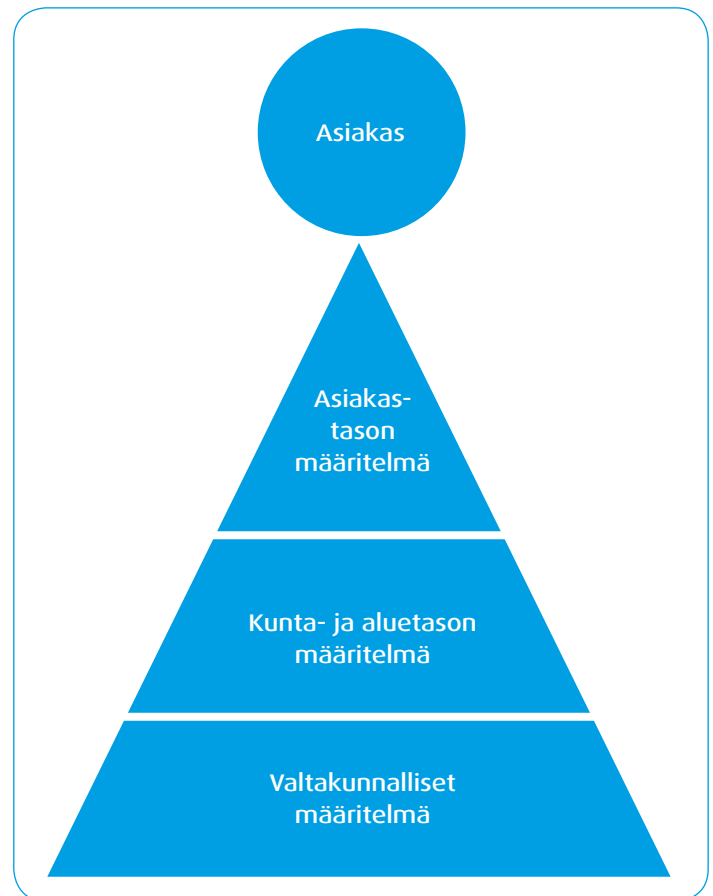 Asiakas
Asiakas-
tason
määritelmä
Kunta- ja aluetason
määritelmä
Valtakunnalliset
määritelmä